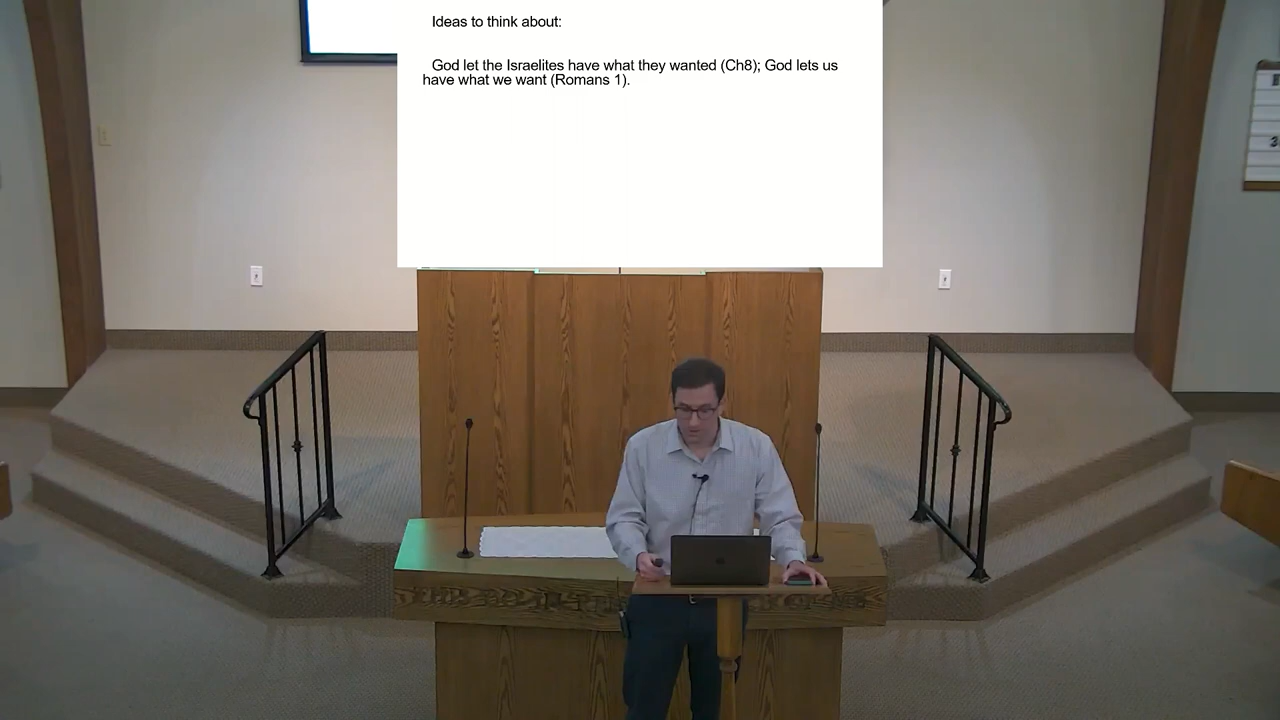 Ideas to think about:
God let the Israelites have what they wanted (Ch8); God lets us
have what we want (Romans 1).
3